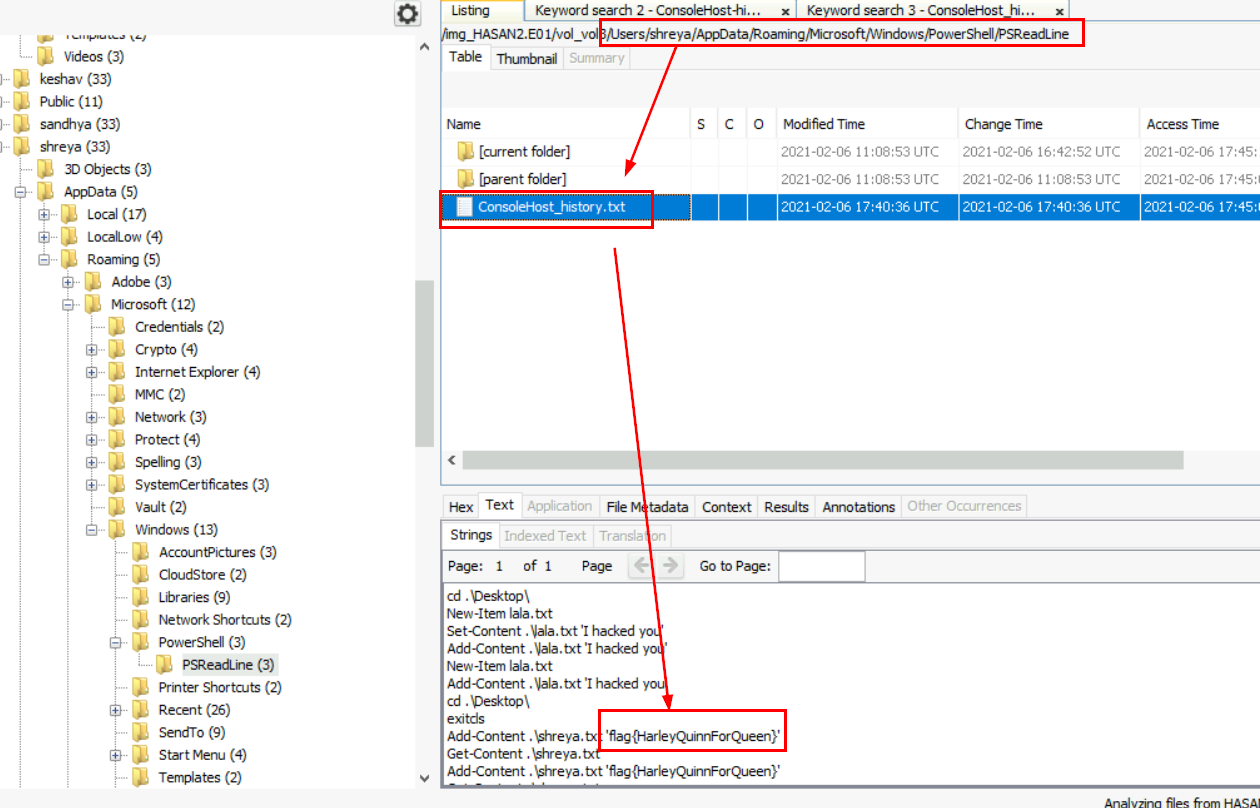 Templates (2)
Videos (3)
keshav (33)
Public (11)
sandhya (33)
shreya (33)
3D Objects (3)
AppData (5)
Local (17)
LocalLow (4)
Roaming (5)
Adobe (3)
Microsoft (12)
Credentials (2)
Crypto (4)
Internet Explorer (4)
MMC (2)
Network (3)
Protect (4)
Spelling (3)
SystemCertificates (3)
Vault (2)
Windows (13)
AccountPictures (3)
CloudStore (2)
Libraries (9)
Network Shortcuts (2)
PowerShell (3)
PSReadLine (3)
Printer Shortcuts (2)
Recent (26)
SendTo (9)
Start Menu (4)
Templates (2)
Listing Keyword search 2 - ConsoleHost-hi... x Keyword search 3 - ConsoleHost_hi... x
/img_HASAN2.E01/vol_vol3/Users/shreya/AppData/Roaming/Microsoft/Windows/PowerShell/PSReadLine
Table Thumbnail Summary
Name S C O Modified Time Change Time Access Time
[current folder] 2021-02-06 11:08:53 UTC 2021-02-06 16:42:52 UTC 2021-02-06 17:45:
[parent folder] 2021-02-06 11:08:53 UTC 2021-02-06 11:08:53 UTC 2021-02-06 17:45:0
ConsoleHost_history.txt 2021-02-06 17:40:36 UTC 2021-02-06 17:40:36 UTC 2021-02-06 17:45:0
Hex Text Application File Metadata Context Results Annotations Other Occurrences
Strings Indexed Text Translation
Page: 1 of 1 Page Go to Page:
cd .\Desktop\
New-Item lala.txt
Set-Content .\lala.txt 'I hacked you'
Add-Content .\lala.txt 'I hacked you'
New-Item lala.txt
Add-Content .\lala.txt 'I hacked you
cd .\Desktop\
exitcls
Add-Content .\shreya.txt 'flag{HarleyQuinnForQueen}'
Get-Content .\shreya.txt
Add-Content .\shreya.txt 'flag{HarleyQuinnForQueen}'
Analyzing files from HASA